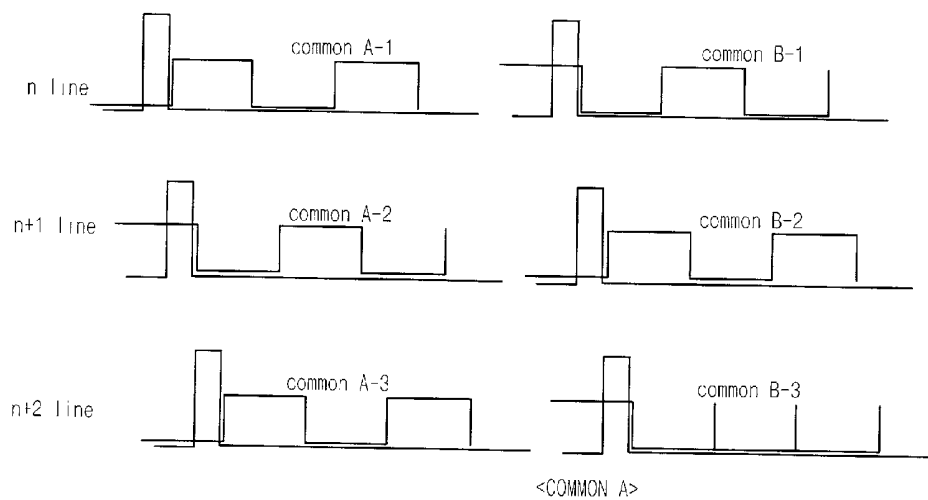 n line
common A-1
common B-1
n+1 line
common A-2
common B-2
n+2 line
common A-3
common B-3
<COMMON A>